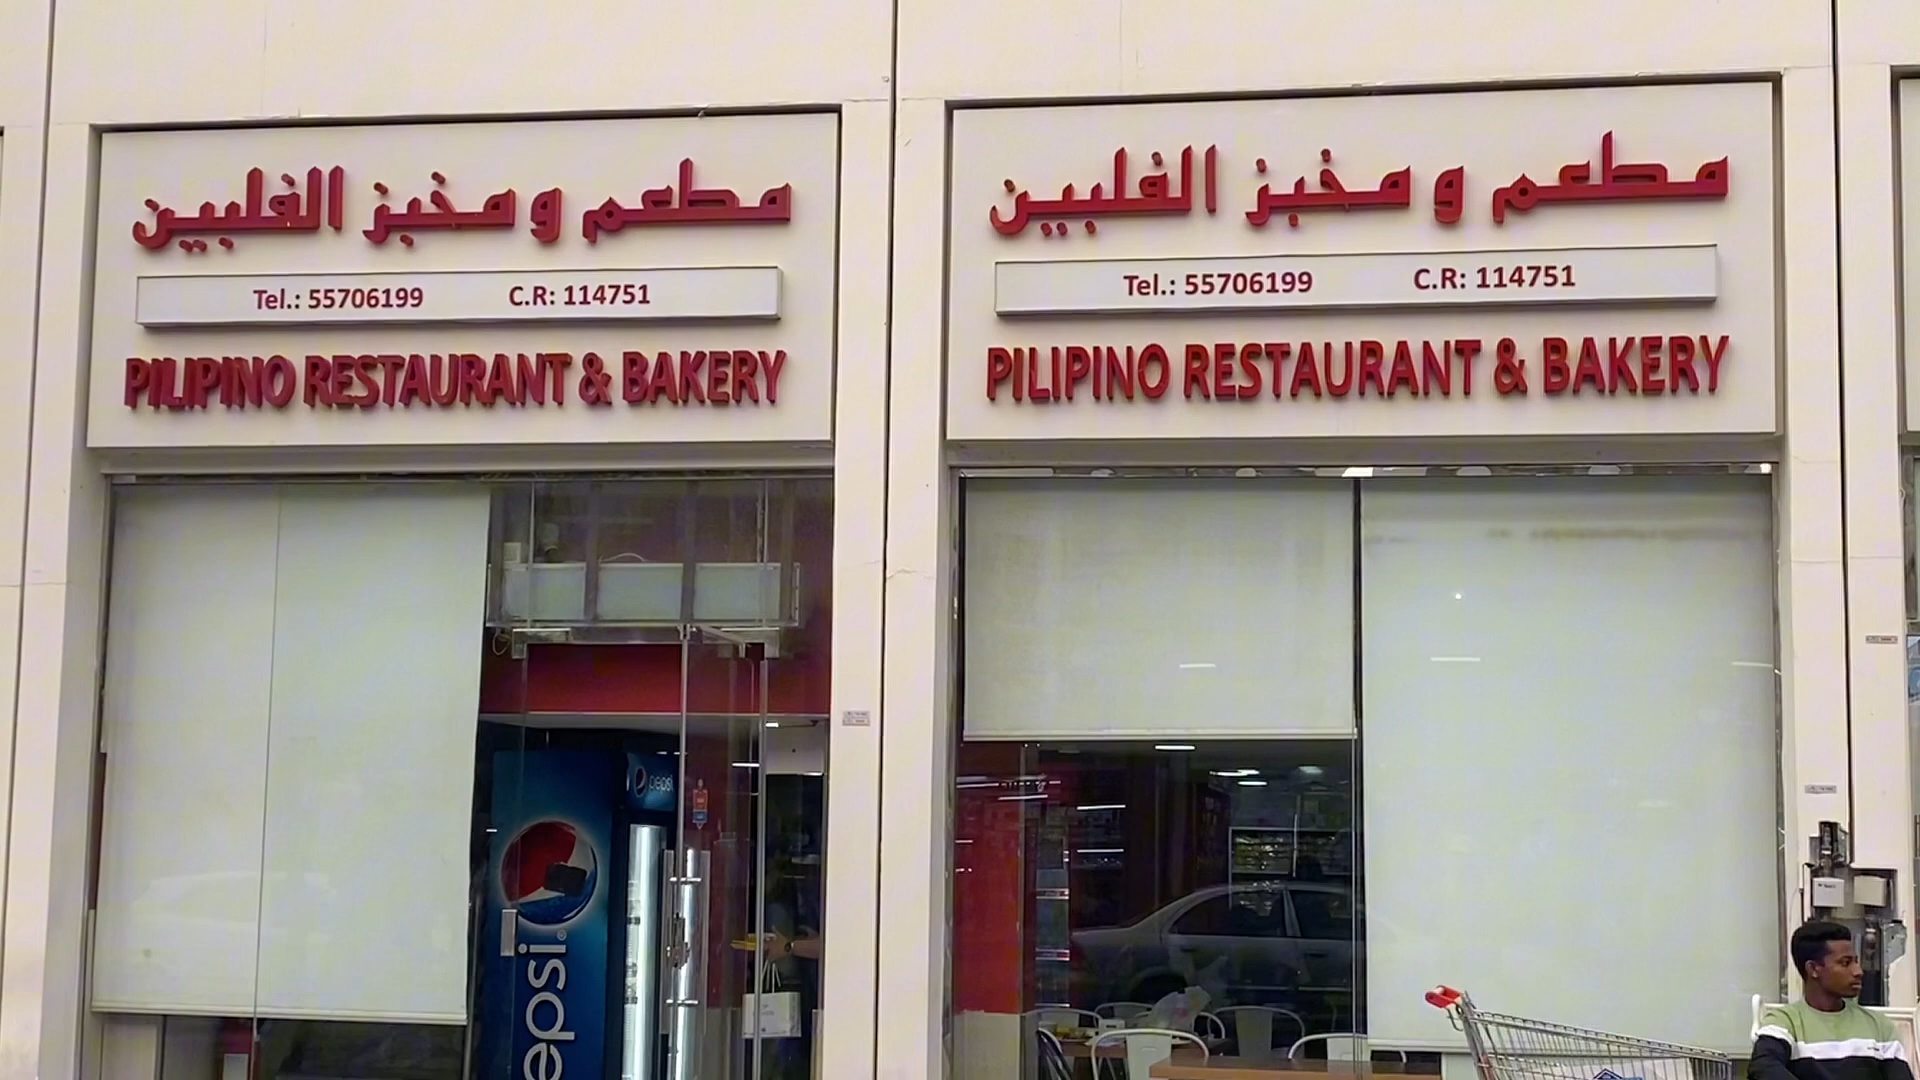 مطعم و مخبز الفلبين
Tel.: 55706199 C.R: 114751
PILIPINO RESTAURANT & BAKERY
مطعم و مخبز الفلبين
Tel.: 55706199 C.R: 114751
PILIPINO RESTAURANT & BAKERY
pepsi
epsi